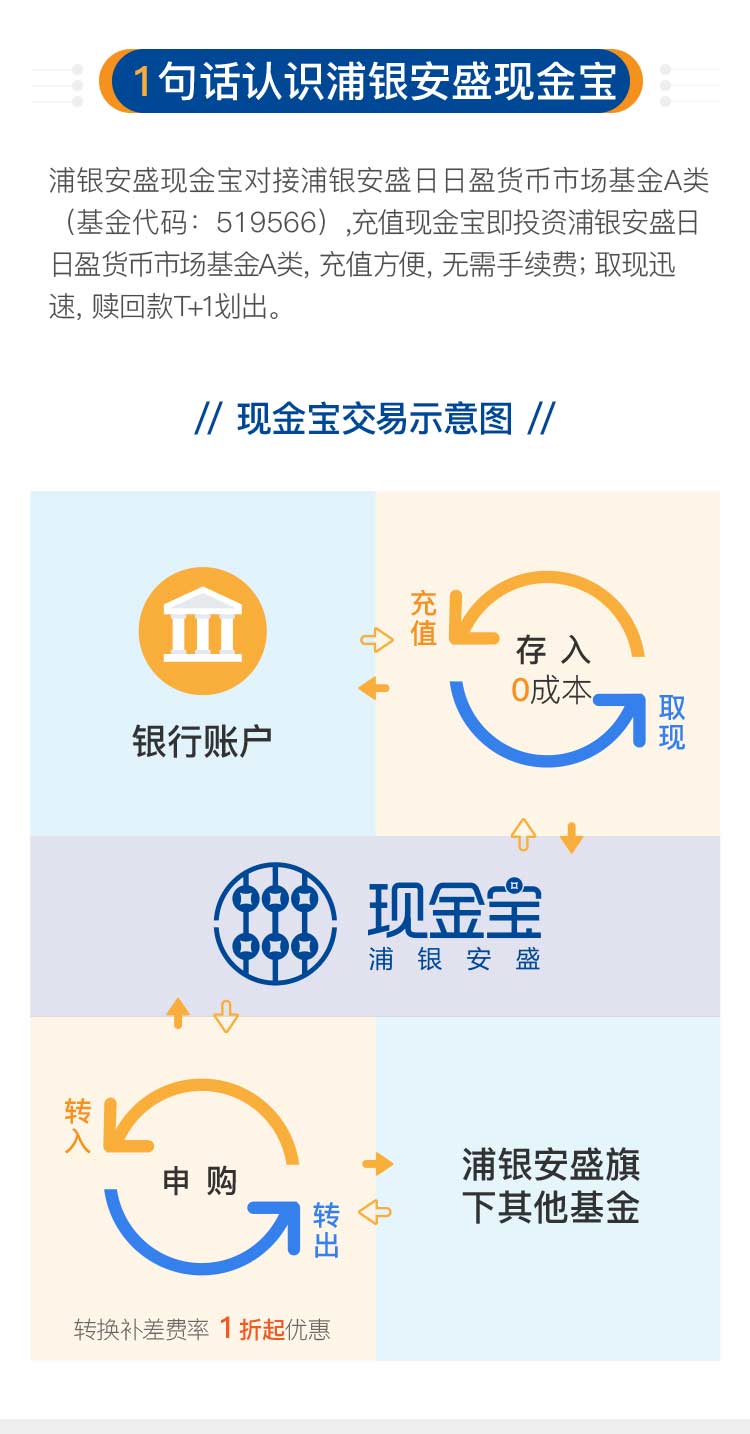 1句话认识浦银安盛现金宝
浦银安盛现金宝对接浦银安盛日日盈货币市场基金A类
（基金代码：519566）,充值现金宝即投资浦银安盛日
日盈货币市场基金A类, 充值方便, 无需手续费; 取现迅
速, 赎回款T+1划出。
// 现金宝交易示意图 //
充值
存 入
0成本
取现
银行账户
现金宝
浦银安盛
转入
申 购
转出
浦银安盛旗
下其他基金
转换补差费率 1折起优惠